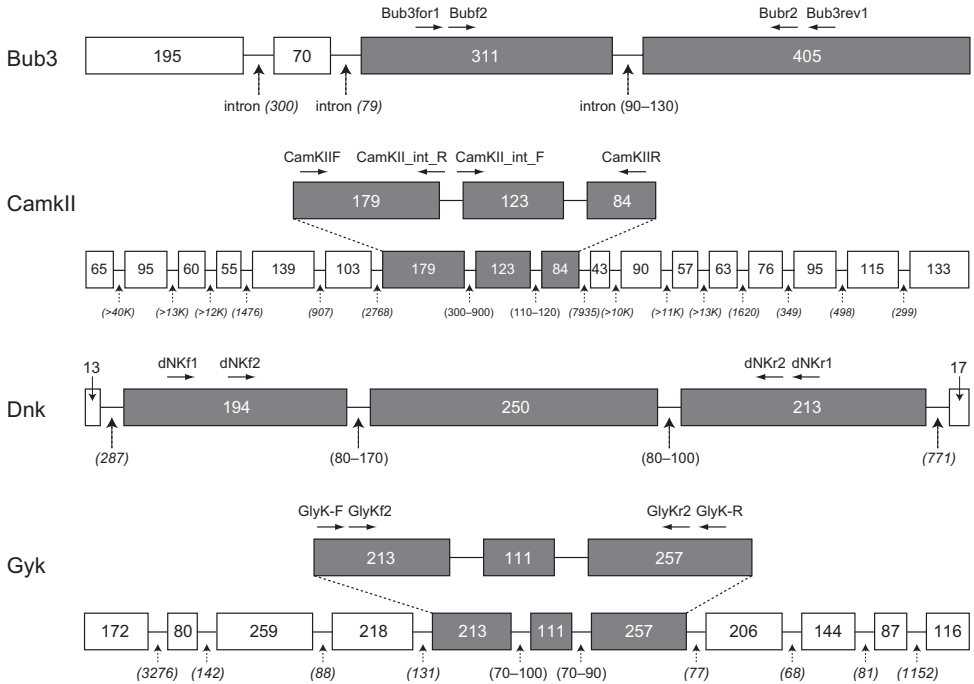 Bub3for1 Bubf2 Bubr2 Bub3rev1
Bub3 195 70 311 405
intron (300) intron (79) intron (90–130)
CamKIIF CamKII_int_R CamKII_int_F CamKIIR
CamkII 179 123 84
65 95 60 55 139 103 179 123 84 43 90 57 63 76 95 115 133
(>40K) (>13K) (>12K) (1476) (907) (2768) (300–900) (110–120) (7935) (>10K) (>11K) (>13K) (1620) (349) (498) (299)
13 dNKf1 dNKf2 dNKr2 dNKr1 17
Dnk 194 250 213
(287) (80–170) (80–100) (771)
GlyK-F GlyKf2 GlyKr2 GlyK-R
Gyk 213 111 257
172 80 259 218 213 111 257 206 144 87 116
(3276) (142) (88) (131) (70–100) (70–90) (77) (68) (81) (1152)